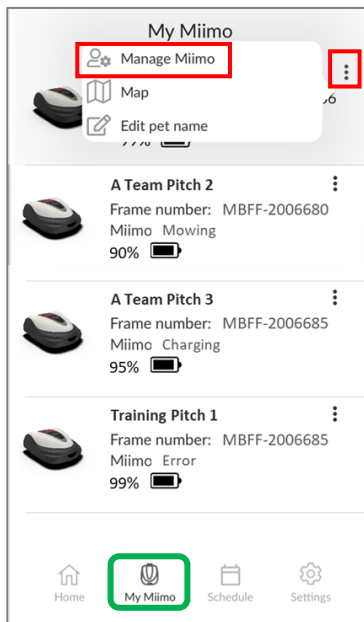 My Miimo
Manage Miimo
Map
Edit pet name
A Team Pitch 2
Frame number: MBFF-2006680
Miimo Mowing
90%
A Team Pitch 3
Frame number: MBFF-2006685
Miimo Charging
95%
Training Pitch 1
Frame number: MBFF-2006685
Miimo Error
99%
Home
My Miimo
Schedule
Settings